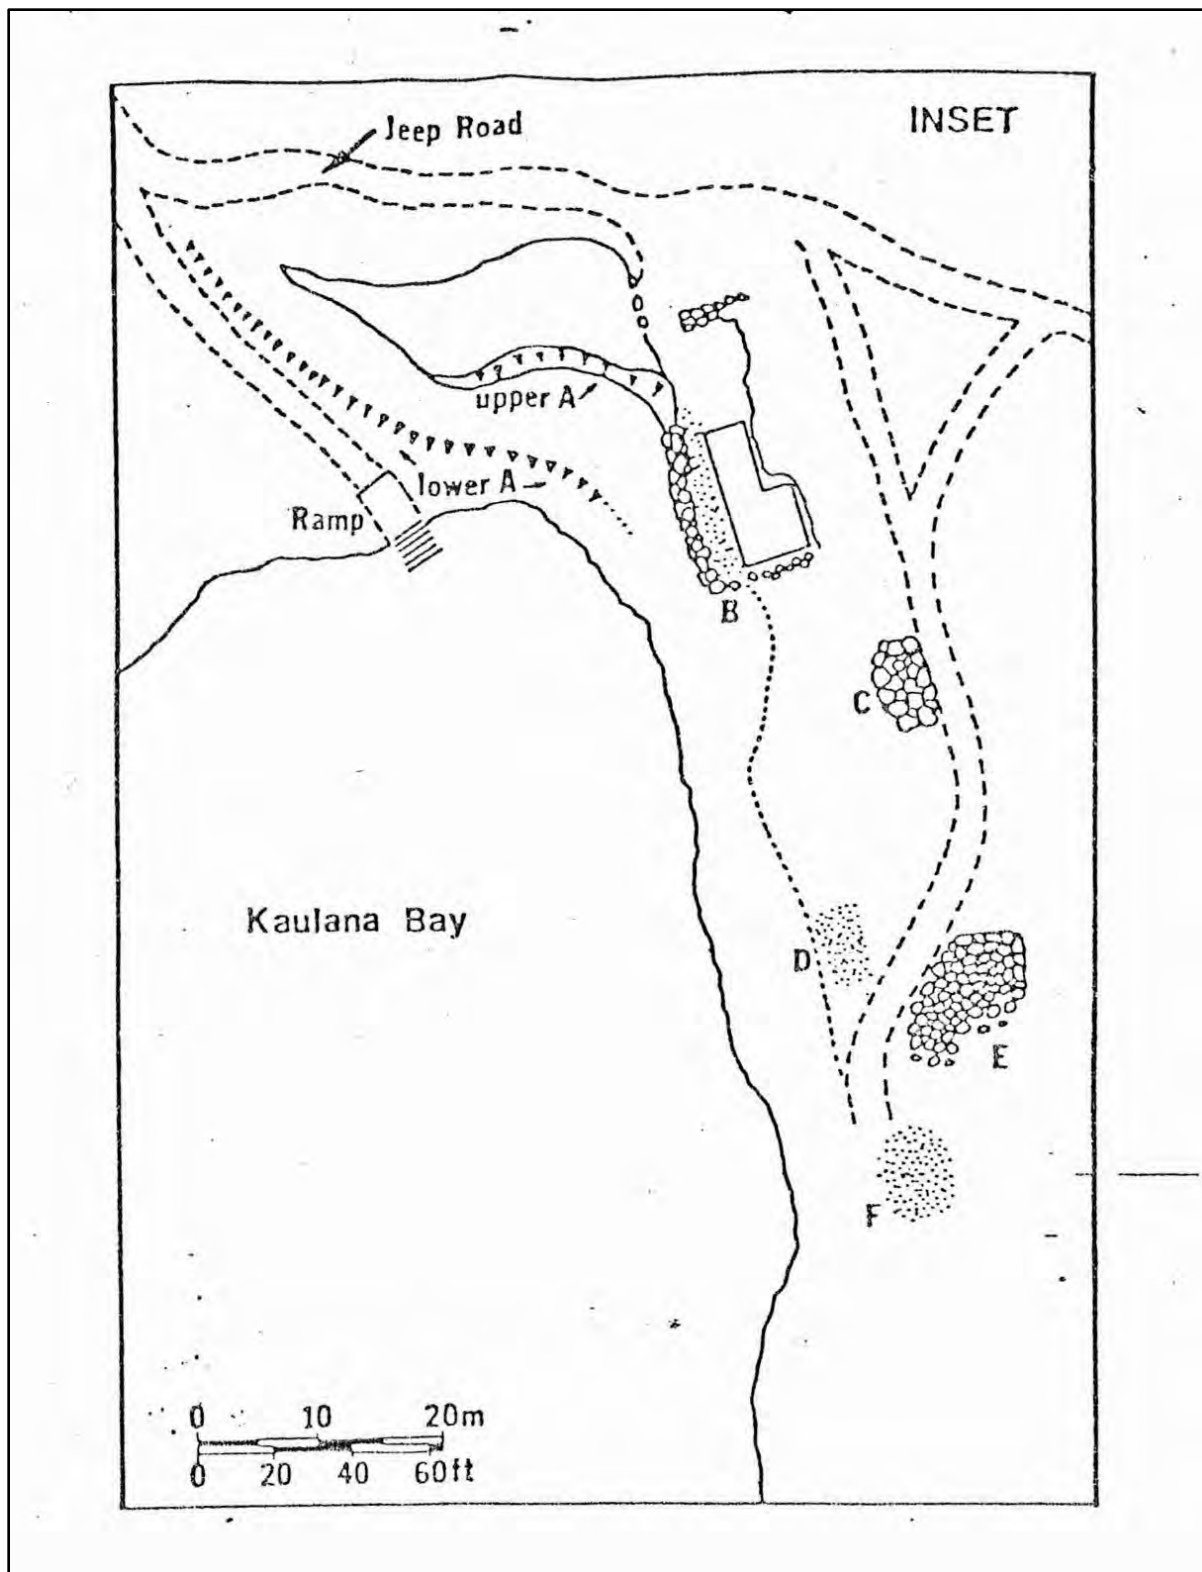 INSET
Jeep Road
upper A
lower A
Ramp
B
C
Kaulana Bay
D
E
F
0 10 20m
0 20 40 60ft